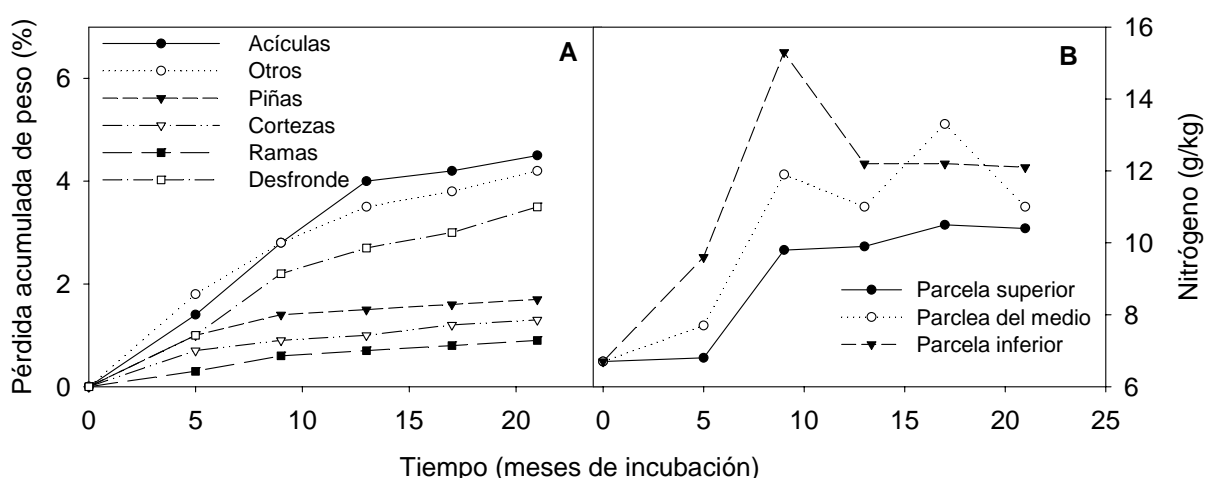 Pérdida acumulada de peso (%)
6
4
2
0
Acículas
Otros
Piñas
Cortezas
Ramas
Desfronde
A
0 5 10 15 20
B
16
14
12
10
8
6
Nitrógeno (g/kg)
Parcela superior
Parclea del medio
Parcela inferior
0 5 10 15 20 25
Tiempo (meses de incubación)